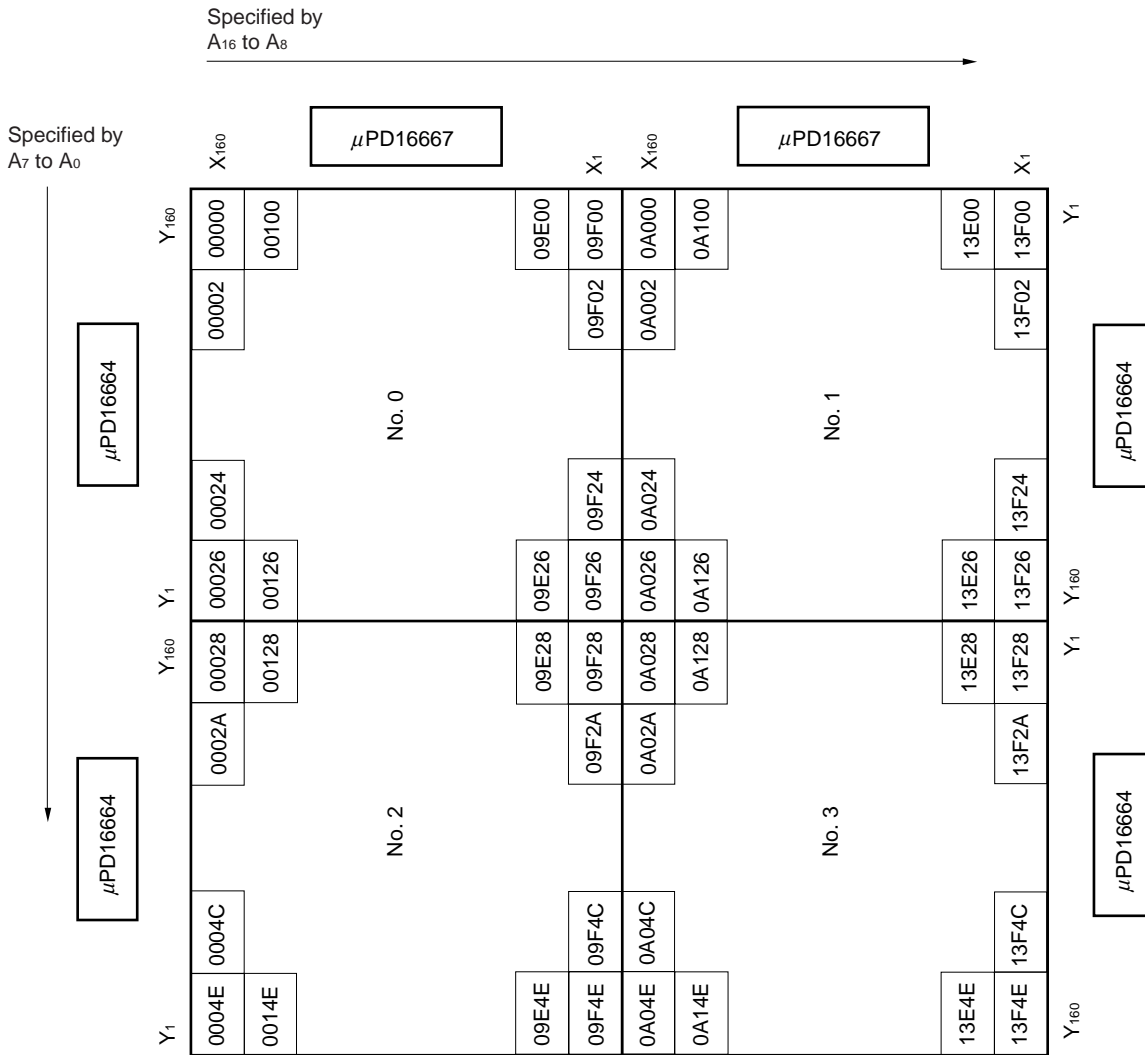 Specified by
A16 to A8
Specified by
A7 to A0
X160
μPD16667
X1
X160
μPD16667
X1
Y160
00000
00100
09E00
09F00
0A000
0A100
13E00
13F00
Y1
00002
09F02
0A002
13F02
μPD16664
No. 0
No. 1
μPD16664
00024
09F24
0A024
13F24
Y1
00026
00126
09E26
09F26
0A026
0A126
13E26
13F26
Y160
Y160
00028
00128
09E28
09F28
0A028
0A128
13E28
13F28
Y1
0002A
09F2A
0A02A
13F2A
μPD16664
No. 2
No. 3
μPD16664
0004C
09F4C
0A04C
13F4C
Y1
0004E
0014E
09E4E
09F4E
0A04E
0A14E
13E4E
13F4E
Y160